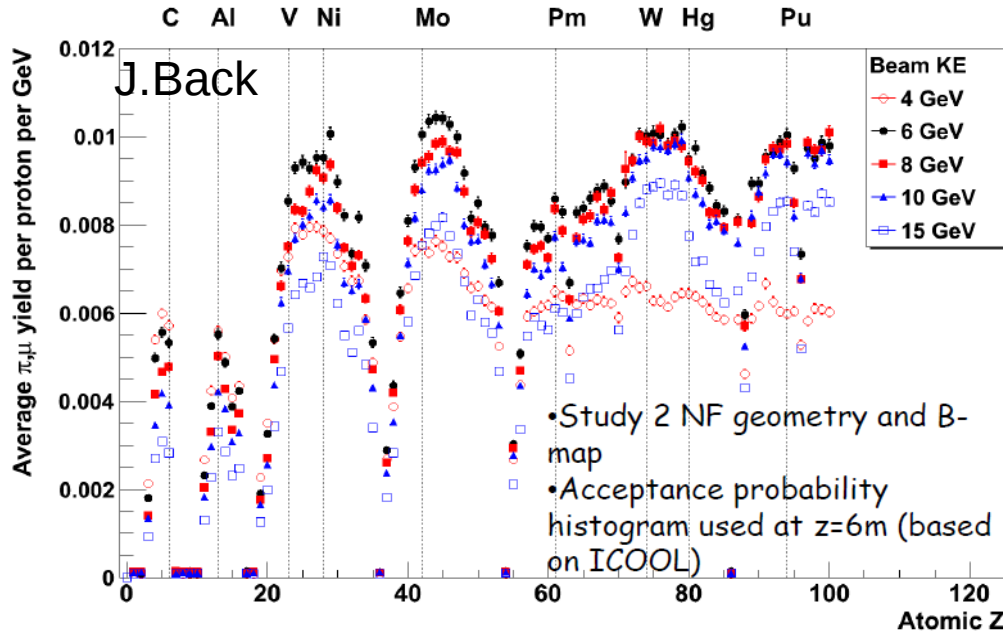 C Al V Ni Mo Pm W Hg Pu
J.Back
Average π,μ yield per proton per GeV
0.012
0.01
0.008
0.006
0.004
0.002
0
0 20 40 60 80 100 120
Atomic Z
Beam KE
4 GeV
6 GeV
8 GeV
10 GeV
15 GeV
•Study 2 NF geometry and B-
map
•Acceptance probability
histogram used at z=6m (based
on ICOOL)